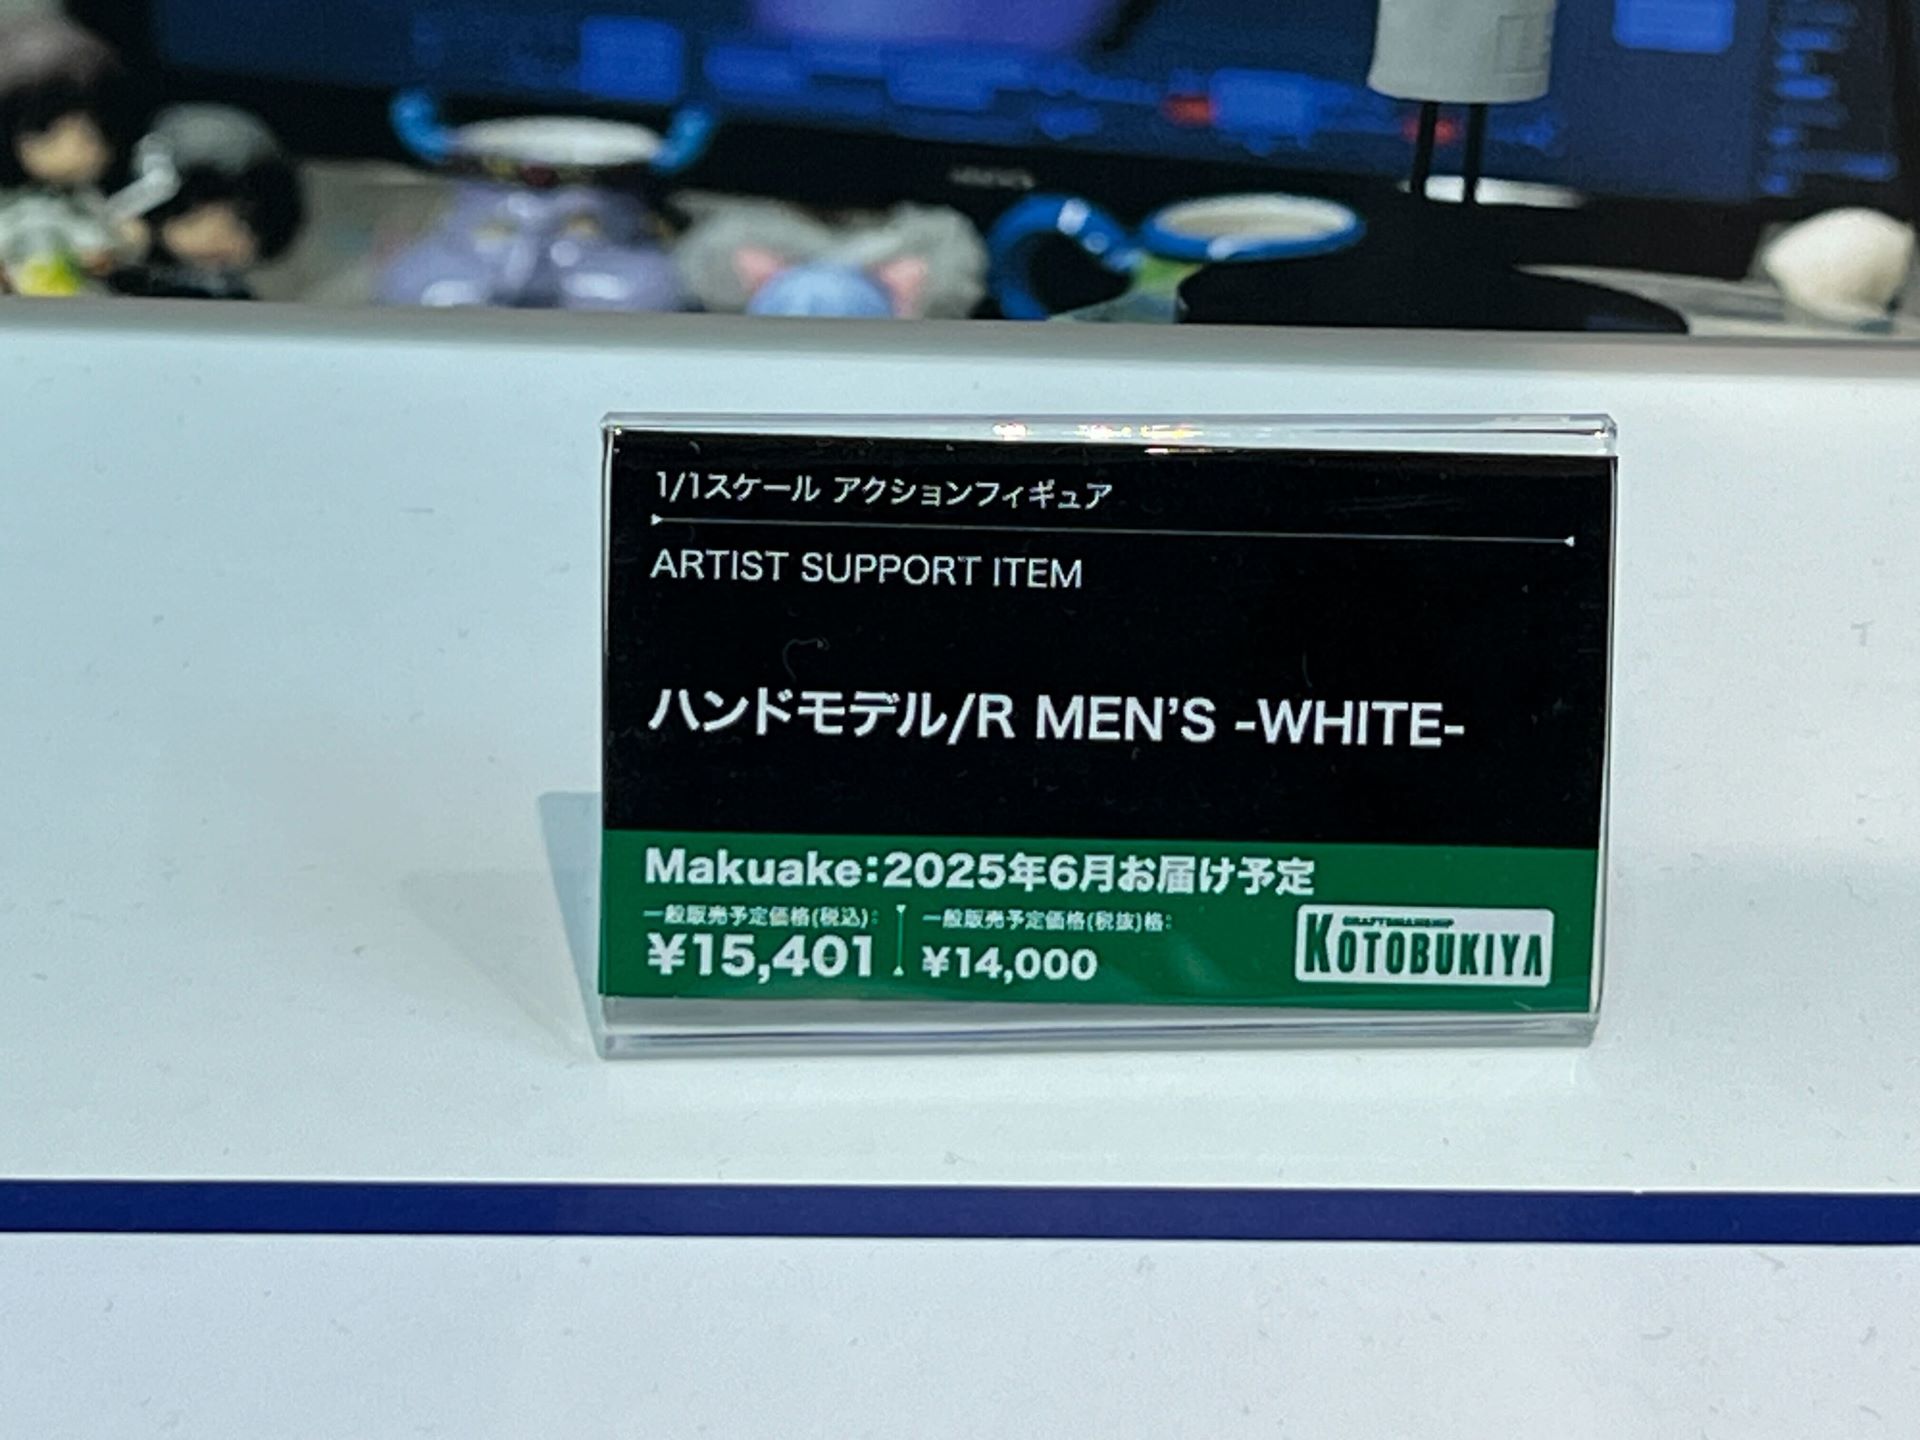 1/1スケール アクションフィギュア
ARTIST SUPPORT ITEM
ハンドモデル/R MEN'S -WHITE-
Makuake:2025年6月お届け予定
一般販売予定価格(税込):
¥15,401
一般販売予定価格(税抜)格:
¥14,000
CRAFTSMANSHIP
KOTOBUKIYA